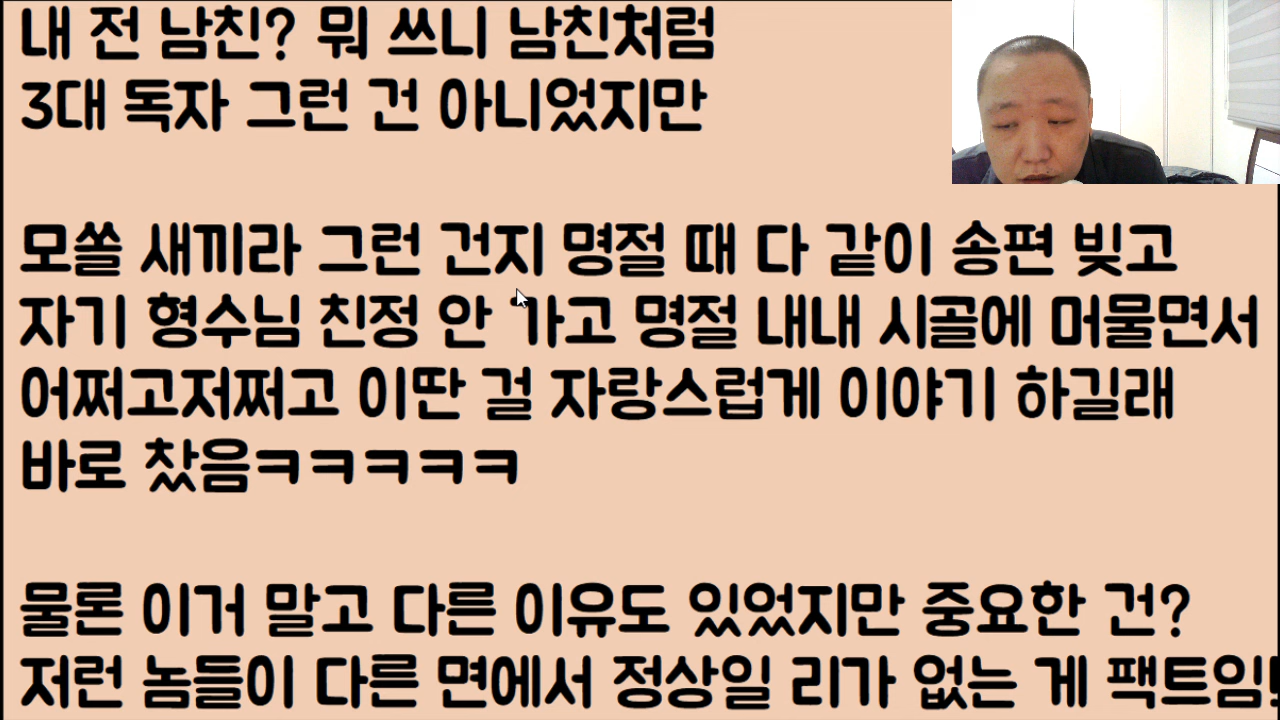 내 전 남친? 뭐 쓰니 남친처럼
3대 독자 그런 건 아니었지만
모쏠 새끼라 그런 건지 명절 때 다 같이 송편 빚고
자기 형수님 친정 안 가고 명절 내내 시골에 머물면서
어쩌고저쩌고 이딴 걸 자랑스럽게 이야기 하길래
바로 찼음ㅋㅋㅋㅋㅋ
물론 이거 말고 다른 이유도 있었지만 중요한 건?
저런 놈들이 다른 면에서 정상일 리가 없는 게 팩트임!